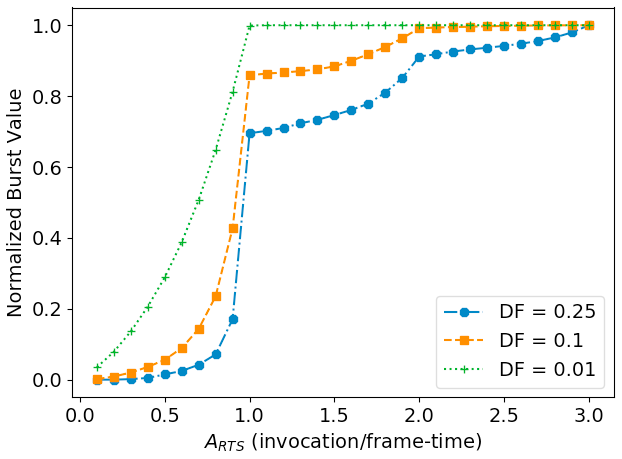 Normalized Burst Value
1.0
0.8
0.6
0.4
0.2
0.0
DF = 0.25
DF = 0.1
DF = 0.01
0.0 0.5 1.0 1.5 2.0 2.5 3.0
A_RTS (invocation/frame-time)